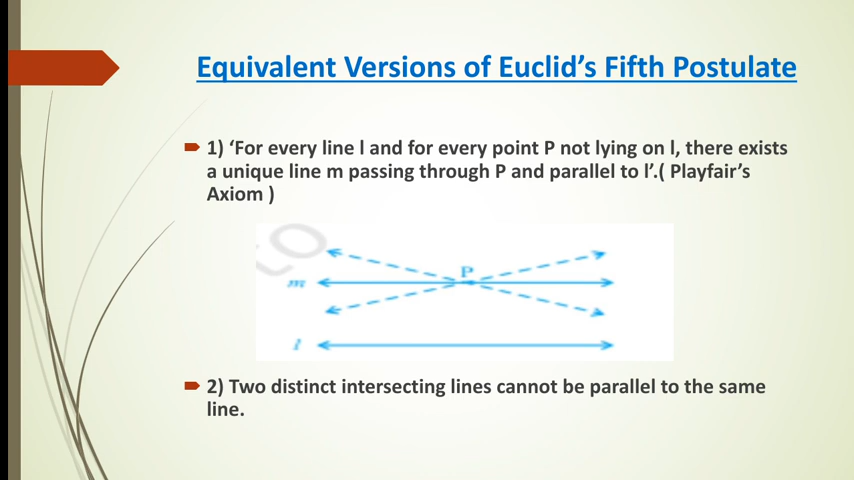 Equivalent Versions of Euclid’s Fifth Postulate
1) ‘For every line l and for every point P not lying on l, there exists
a unique line m passing through P and parallel to l’.( Playfair’s
Axiom )
P
m
l
2) Two distinct intersecting lines cannot be parallel to the same
line.